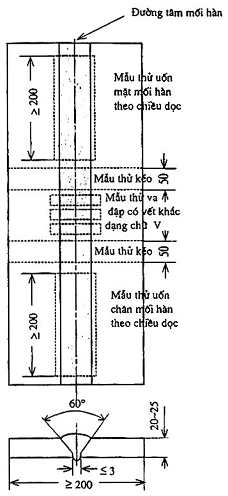 Đường tâm mối hàn
Mẫu thử uốn
mặt mối hàn
theo chiều dọc
≥ 200
Mẫu thử kéo
50
Mẫu thử va
đập có vết khắc
dạng chữ V
Mẫu thử kéo
50
Mẫu thử uốn
chân mối hàn
theo chiều dọc
≥ 200
60°
20–25
≤ 3
≥ 200